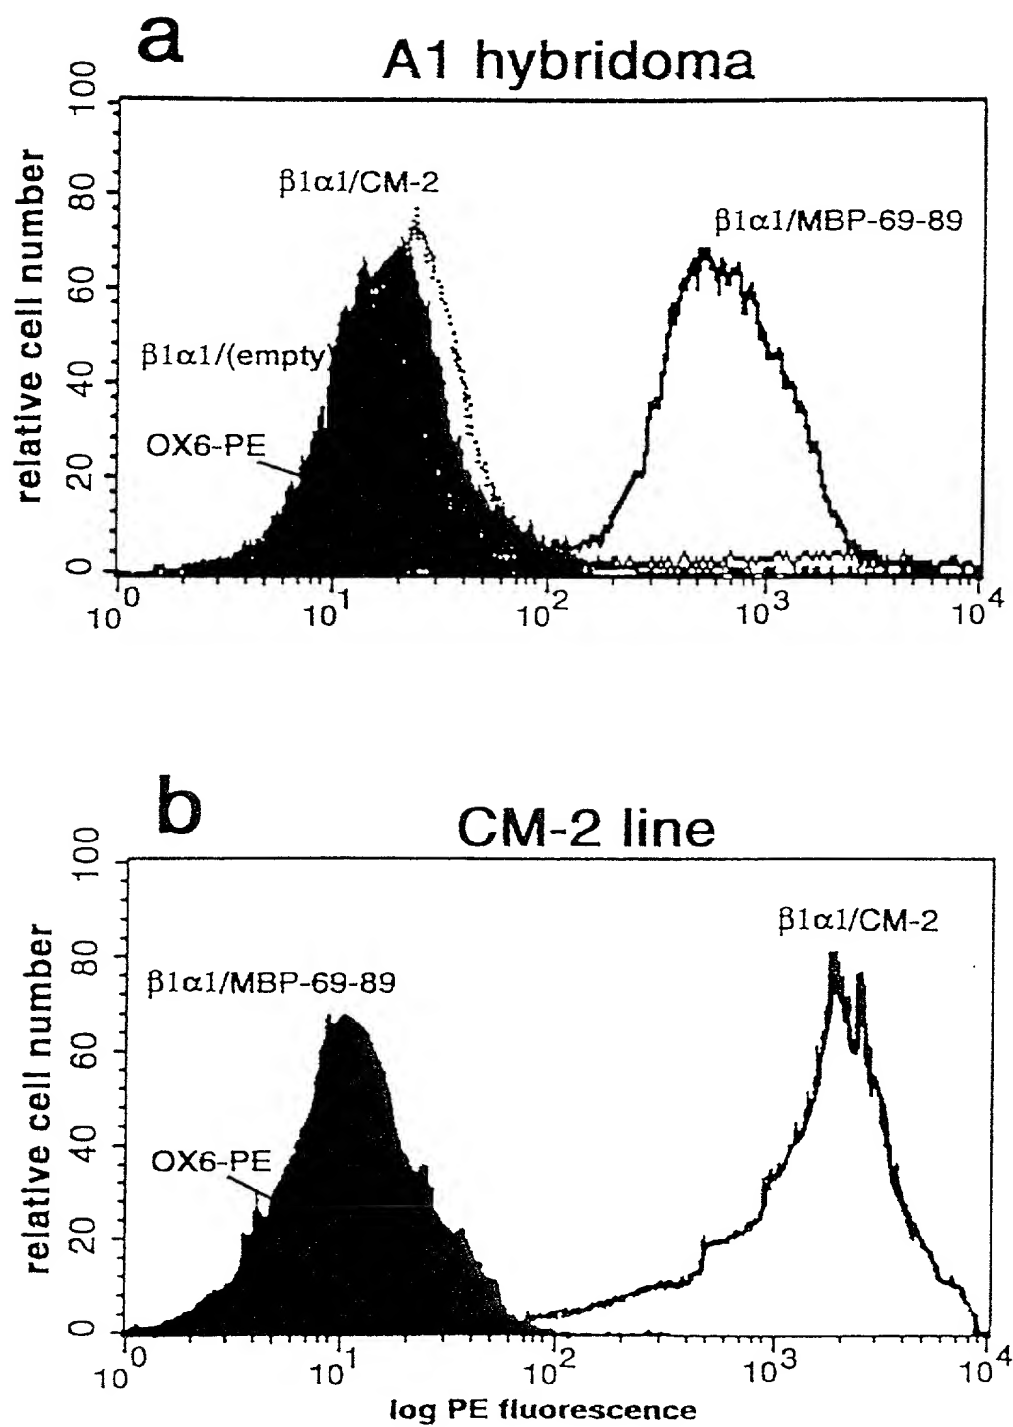 a
A1 hybridoma
relative cell number
100
80
60
40
20
0
β1α1/CM-2
β1α1/MBP-69-89
β1α1/(empty)
OX6-PE
10^0
10^1
10^2
10^3
10^4
b
CM-2 line
relative cell number
100
80
60
40
20
0
β1α1/CM-2
β1α1/MBP-69-89
OX6-PE
10^0
10^1
10^2
10^3
10^4
log PE fluorescence